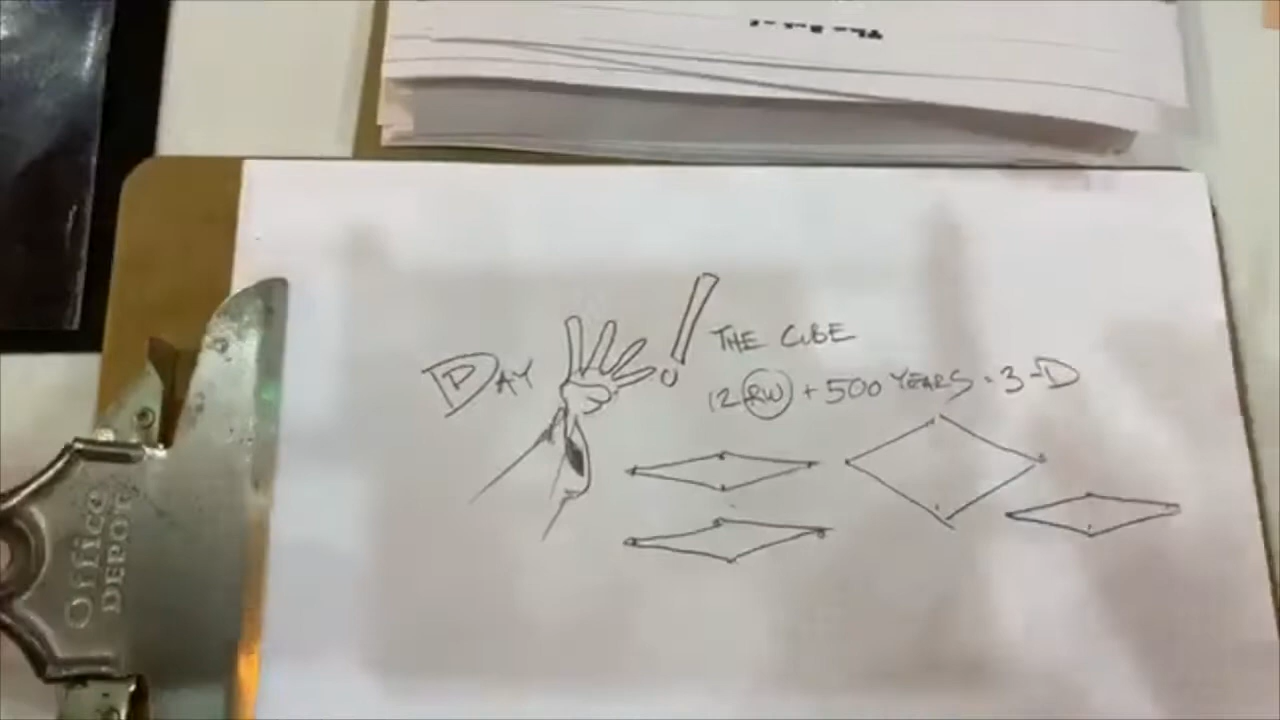 DAY ! THE CUBE
12 RW + 500 YEARS · 3-D
Office
DEPOT